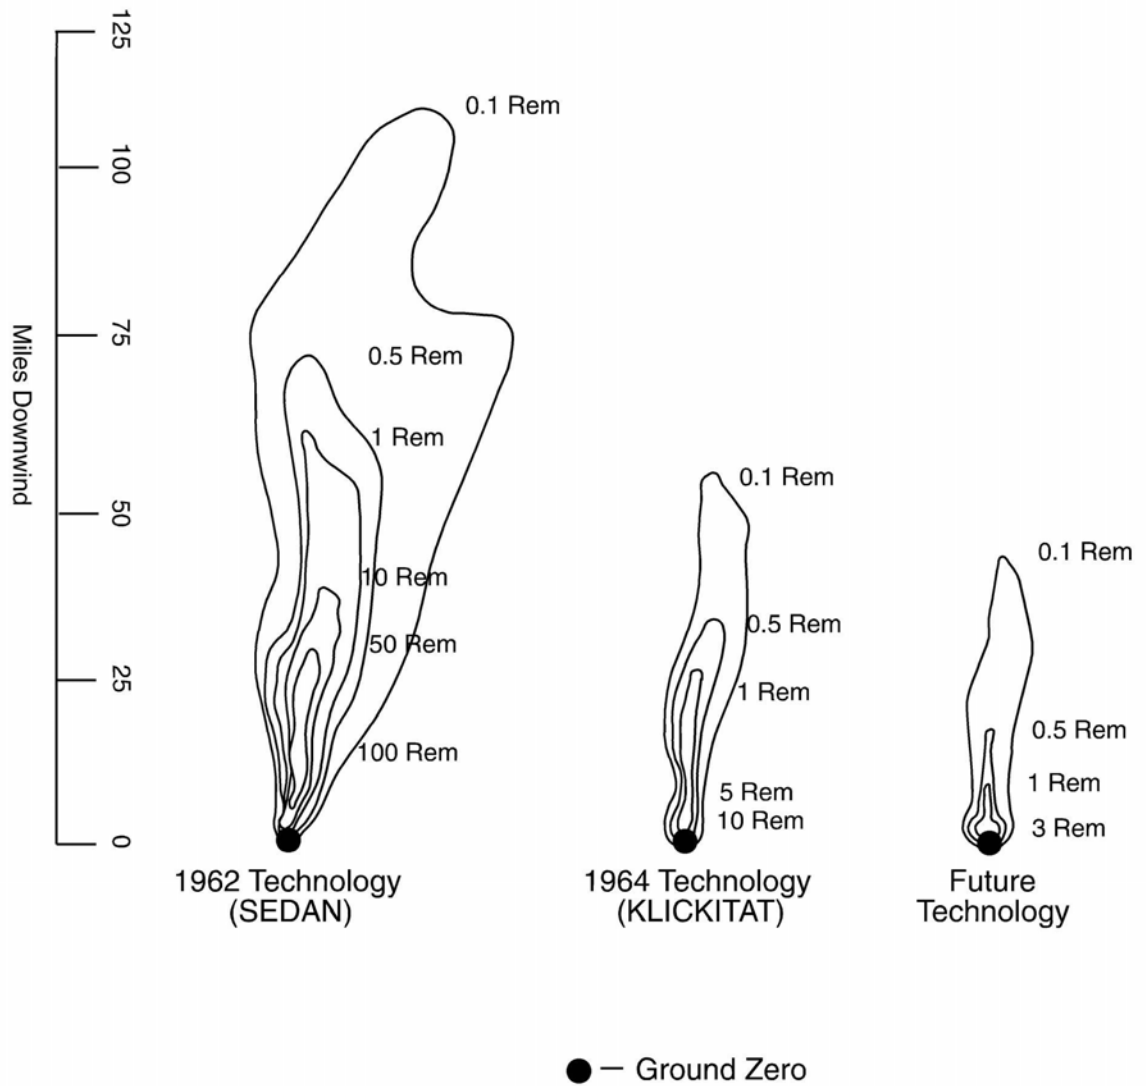 125
100
75
50
25
0
Miles Downwind
0.1 Rem
0.5 Rem
1 Rem
10 Rem
50 Rem
100 Rem
1962 Technology
(SEDAN)
0.1 Rem
0.5 Rem
1 Rem
5 Rem
10 Rem
1964 Technology
(KLICKITAT)
0.1 Rem
0.5 Rem
1 Rem
3 Rem
Future
Technology
— Ground Zero